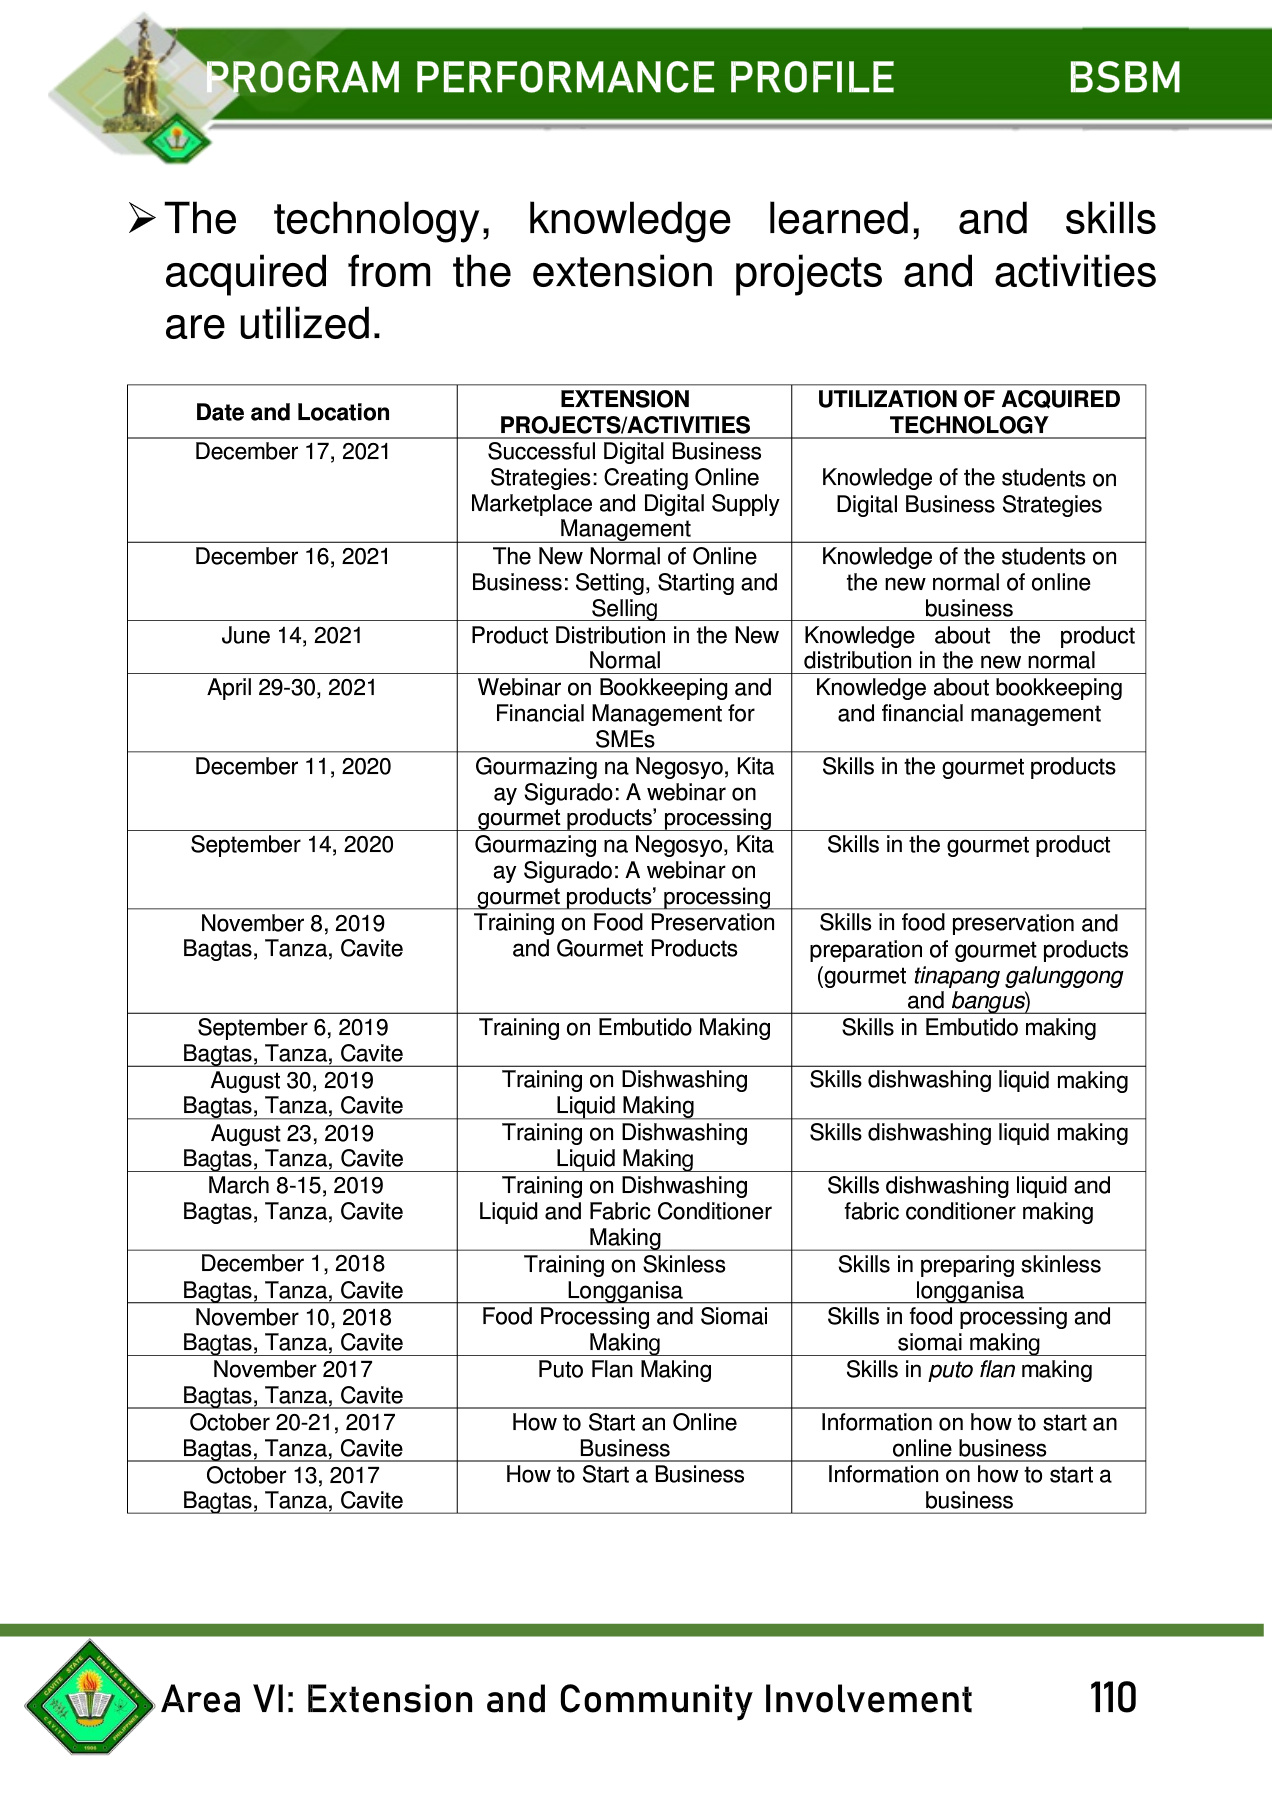 PROGRAM PERFORMANCE PROFILE BSBM
➢ The technology, knowledge learned, and skills
acquired from the extension projects and activities
are utilized.
Date and Location
EXTENSION
PROJECTS/ACTIVITIES
UTILIZATION OF ACQUIRED
TECHNOLOGY
December 17, 2021
Successful Digital Business
Strategies: Creating Online
Marketplace and Digital Supply
Management
Knowledge of the students on
Digital Business Strategies
December 16, 2021
The New Normal of Online
Business: Setting, Starting and
Selling
Knowledge of the students on
the new normal of online
business
June 14, 2021
Product Distribution in the New
Normal
Knowledge about the product
distribution in the new normal
April 29-30, 2021
Webinar on Bookkeeping and
Financial Management for
SMEs
Knowledge about bookkeeping
and financial management
December 11, 2020
Gourmazing na Negosyo, Kita
ay Sigurado: A webinar on
gourmet products’ processing
Skills in the gourmet products
September 14, 2020
Gourmazing na Negosyo, Kita
ay Sigurado: A webinar on
gourmet products’ processing
Skills in the gourmet product
November 8, 2019
Bagtas, Tanza, Cavite
Training on Food Preservation
and Gourmet Products
Skills in food preservation and
preparation of gourmet products
(gourmet tinapang galunggong
and bangus)
September 6, 2019
Bagtas, Tanza, Cavite
Training on Embutido Making
Skills in Embutido making
August 30, 2019
Bagtas, Tanza, Cavite
Training on Dishwashing
Liquid Making
Skills dishwashing liquid making
August 23, 2019
Bagtas, Tanza, Cavite
Training on Dishwashing
Liquid Making
Skills dishwashing liquid making
March 8-15, 2019
Bagtas, Tanza, Cavite
Training on Dishwashing
Liquid and Fabric Conditioner
Making
Skills dishwashing liquid and
fabric conditioner making
December 1, 2018
Bagtas, Tanza, Cavite
Training on Skinless
Longganisa
Skills in preparing skinless
longganisa
November 10, 2018
Bagtas, Tanza, Cavite
Food Processing and Siomai
Making
Skills in food processing and
siomai making
November 2017
Bagtas, Tanza, Cavite
Puto Flan Making
Skills in puto flan making
October 20-21, 2017
Bagtas, Tanza, Cavite
How to Start an Online
Business
Information on how to start an
online business
October 13, 2017
Bagtas, Tanza, Cavite
How to Start a Business
Information on how to start a
business
CAVITE STATE UNIVERSITY
CAVITE PHILIPPINES
1906
Area VI: Extension and Community Involvement 110